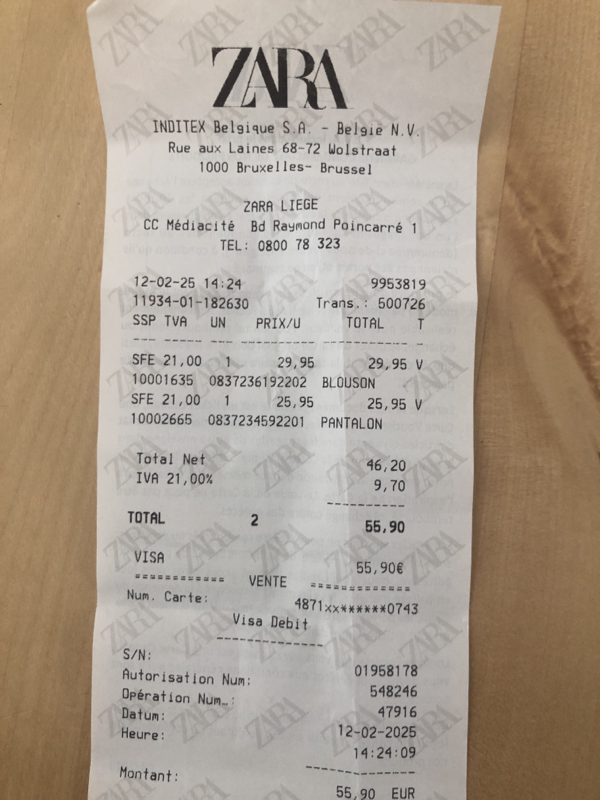 ZARA
INDITEX Belgique S.A. - België N.V.
Rue aux Laines 68-72 Wolstraat
1000 Bruxelles- Brussel
ZARA LIEGE
CC Médiacité Bd Raymond Poincarré 1
TEL: 0800 78 323
12-02-25 14:24 9953819
11934-01-182630 Trans.: 500726
SSP TVA UN PRIX/U TOTAL T
--- ----- --- ---------- ----------- -
SFE 21,00 1 29,95 29,95 V
10001635 0837236192202 BLOUSON
SFE 21,00 1 25,95 25,95 V
10002665 0837234592201 PANTALON
Total Net 46,20
IVA 21,00% 9,70
----------
TOTAL 2 55,90
VISA 55,90€
============ VENTE =============
Num. Carte: 4871xx******0743
Visa Debit
--------------
S/N: 01958178
Autorisation Num: 548246
Opération Num…: 47916
Datum: 12-02-2025
Heure: 14:24:09
--------------
Montant: 55,90 EUR